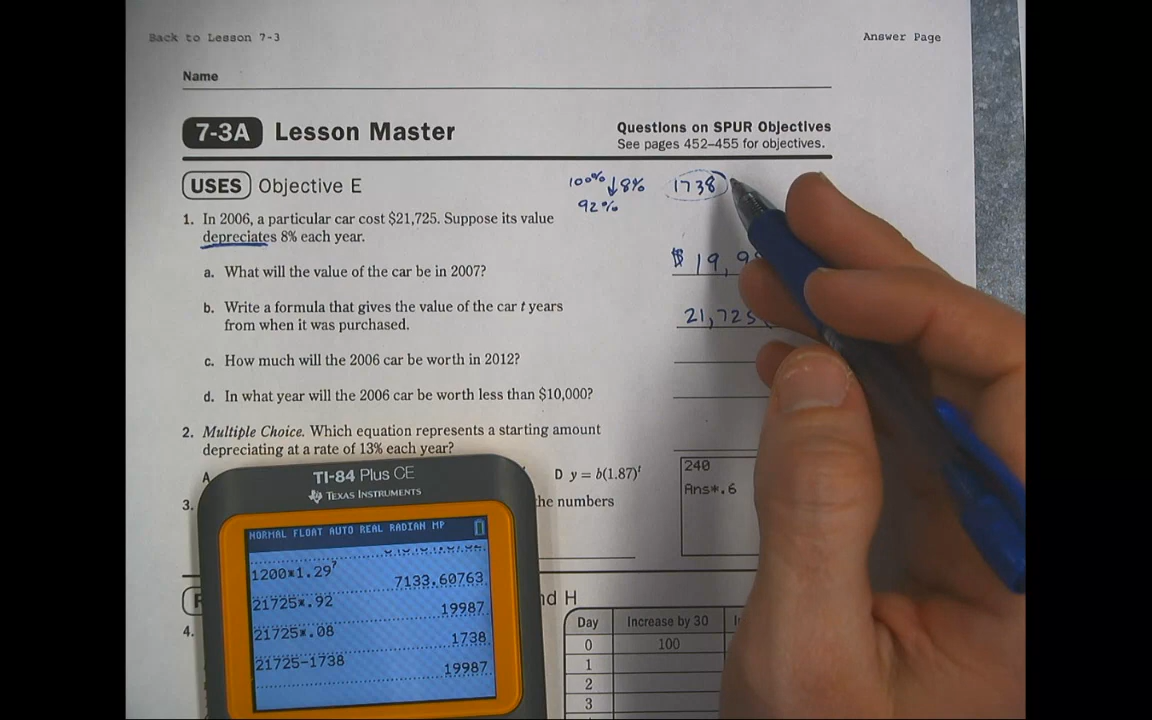 Back to Lesson 7-3
Answer Page
Name
7-3A Lesson Master
Questions on SPUR Objectives
See pages 452–455 for objectives.
USES Objective E
100% ↓8%
92%
1738
1. In 2006, a particular car cost $21,725. Suppose its value
depreciates 8% each year.
a. What will the value of the car be in 2007?
$19,9
b. Write a formula that gives the value of the car t years
from when it was purchased.
21,725(
c. How much will the 2006 car be worth in 2012?
d. In what year will the 2006 car be worth less than $10,000?
2. Multiple Choice. Which equation represents a starting amount
depreciating at a rate of 13% each year?
A
D y = b(1.87)^t
3.
the numbers
240
Ans*.6
TI-84 Plus CE
TEXAS INSTRUMENTS
NORMAL FLOAT AUTO REAL RADIAN MP
1200*1.29^7
7133.60763
21725*.92
19987
21725*.08
1738
21725-1738
19987
nd H
4.
Day Increase by 30
0 100
1
2
3